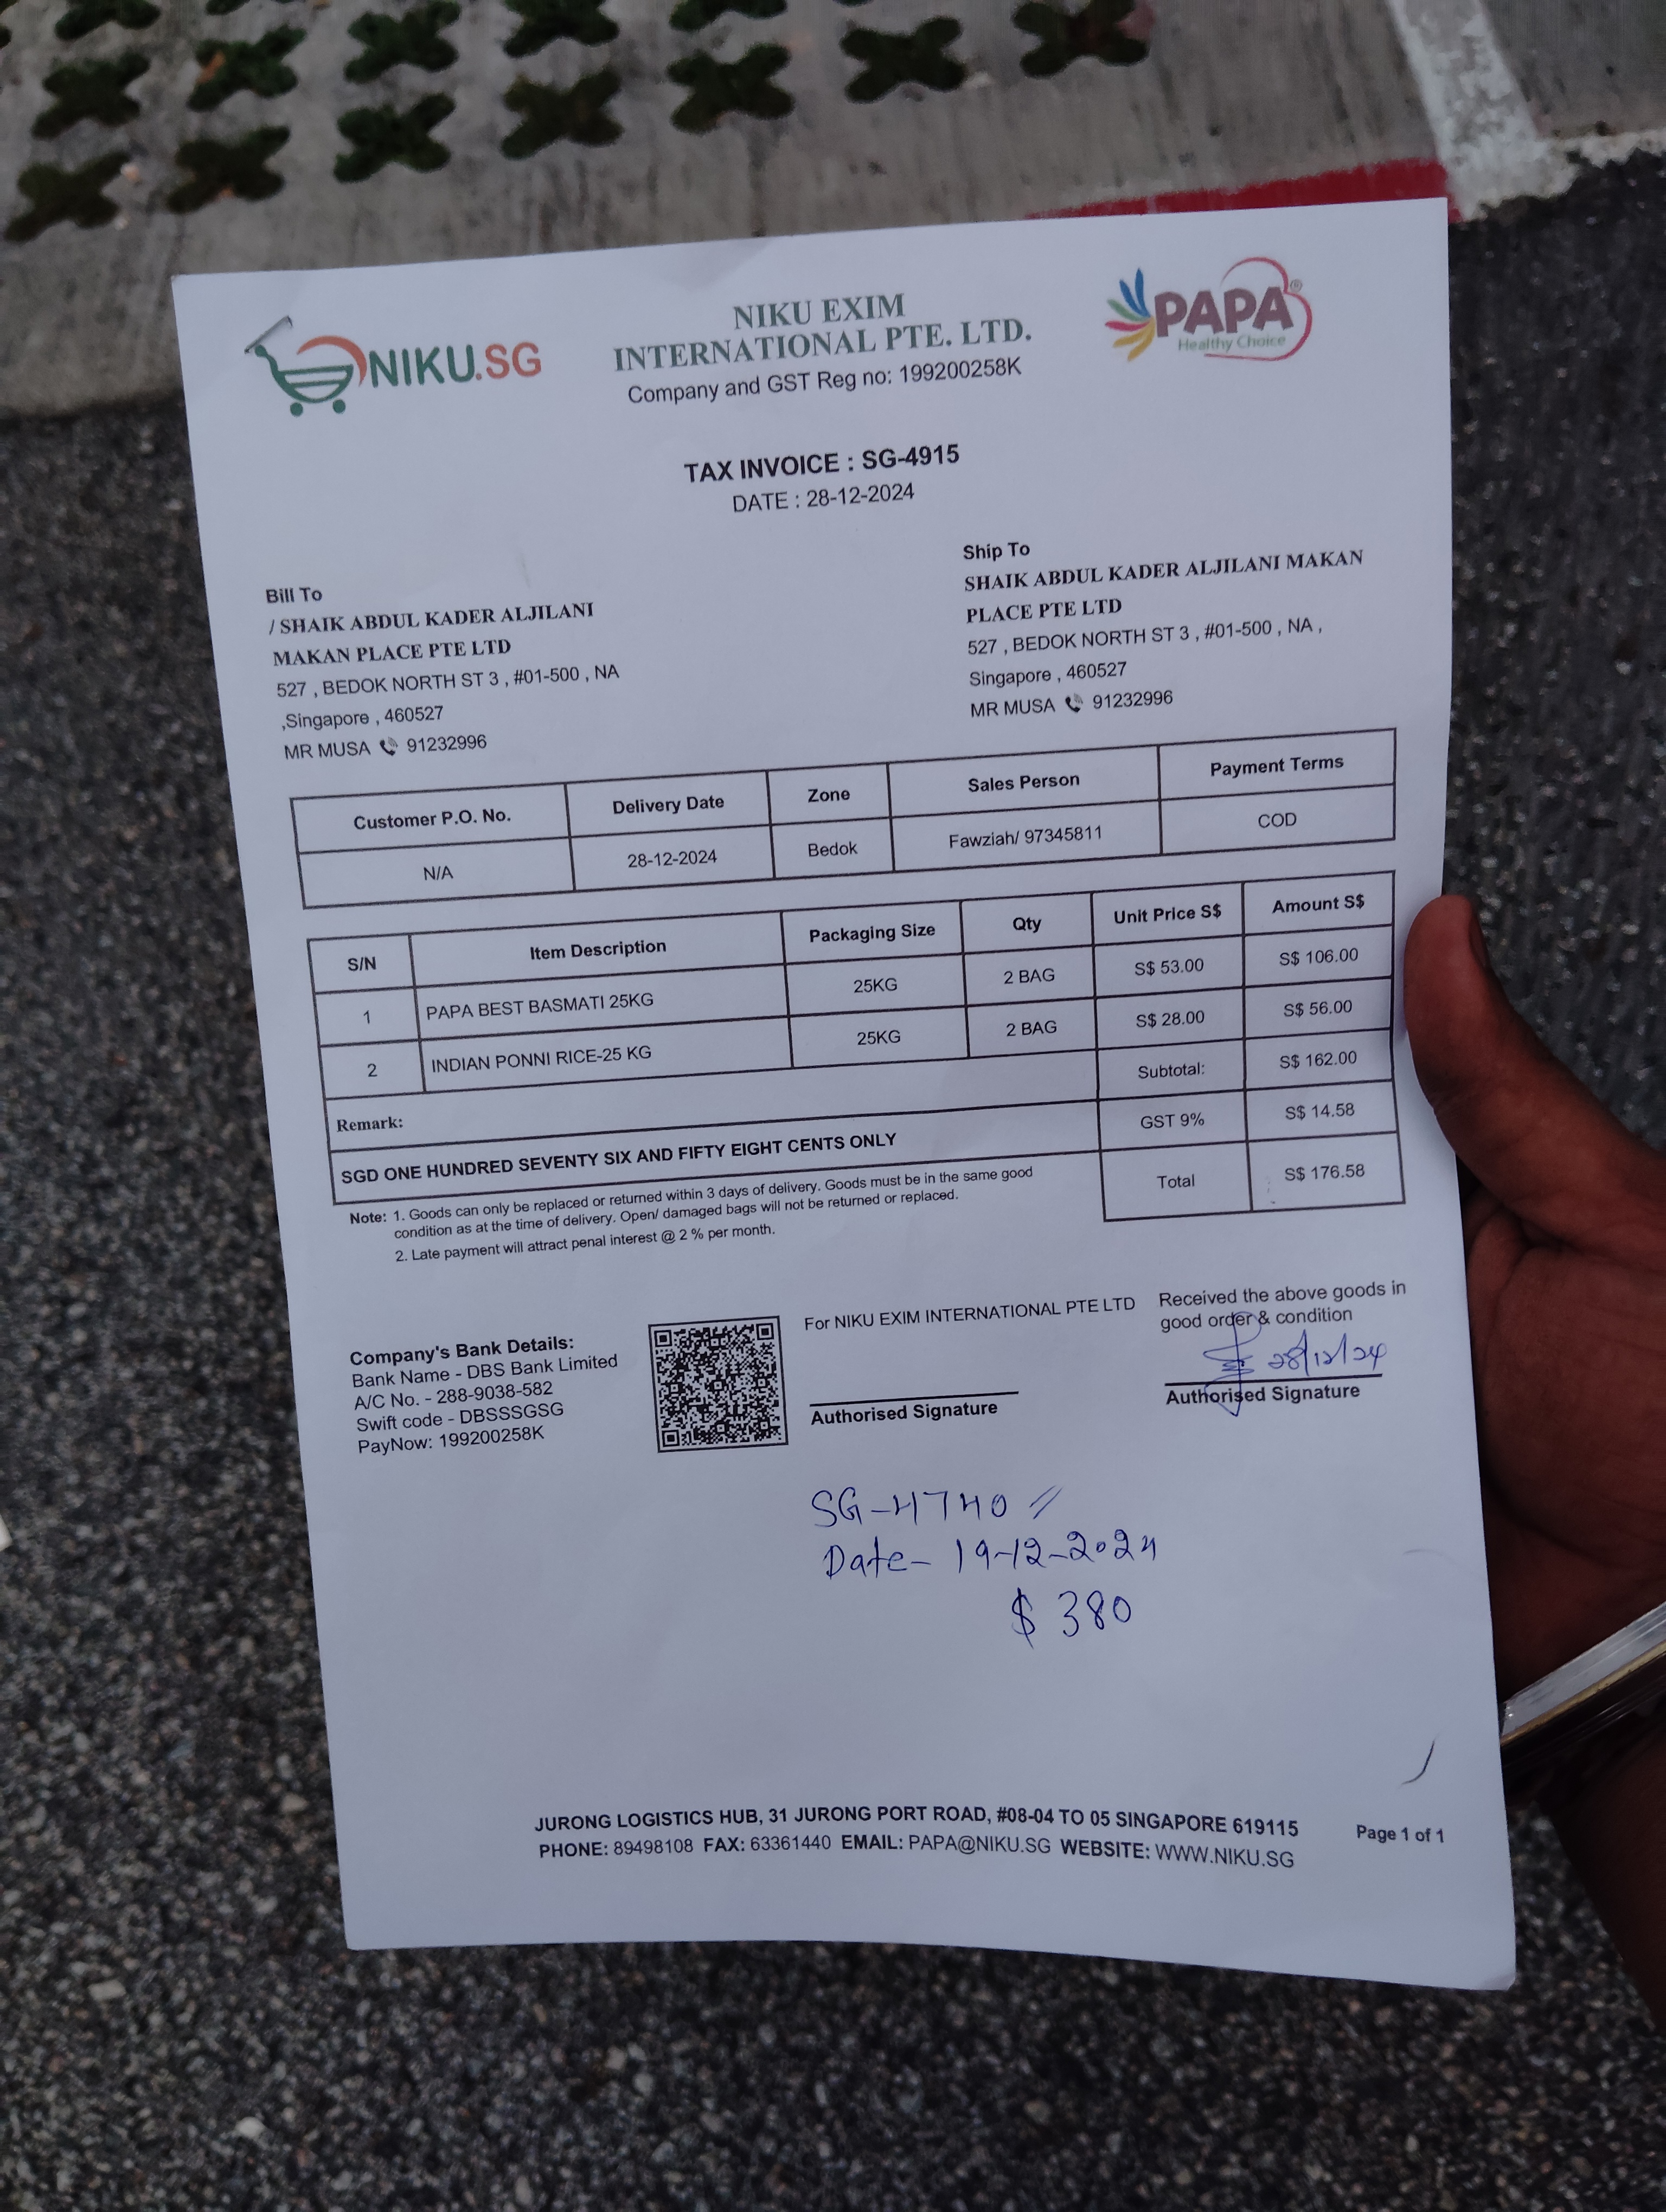 NIKU.SG
NIKU EXIM
INTERNATIONAL PTE. LTD.
Company and GST Reg no: 199200258K
PAPA®
Healthy Choice
TAX INVOICE : SG-4915
DATE : 28-12-2024
Bill To
/ SHAIK ABDUL KADER ALJILANI
MAKAN PLACE PTE LTD
527 , BEDOK NORTH ST 3 , #01-500 , NA
,Singapore , 460527
MR MUSA 91232996
Ship To
SHAIK ABDUL KADER ALJILANI MAKAN
PLACE PTE LTD
527 , BEDOK NORTH ST 3 , #01-500 , NA ,
Singapore , 460527
MR MUSA 91232996
Customer P.O. No. Delivery Date Zone Sales Person Payment Terms
N/A 28-12-2024 Bedok Fawziah/ 97345811 COD
S/N Item Description Packaging Size Qty Unit Price S$ Amount S$
1 PAPA BEST BASMATI 25KG 25KG 2 BAG S$ 53.00 S$ 106.00
2 INDIAN PONNI RICE-25 KG 25KG 2 BAG S$ 28.00 S$ 56.00
Remark: Subtotal: S$ 162.00
SGD ONE HUNDRED SEVENTY SIX AND FIFTY EIGHT CENTS ONLY GST 9% S$ 14.58
Total S$ 176.58
Note: 1. Goods can only be replaced or returned within 3 days of delivery. Goods must be in the same good
condition as at the time of delivery. Open/ damaged bags will not be returned or replaced.
2. Late payment will attract penal interest @ 2 % per month.
Company's Bank Details:
Bank Name - DBS Bank Limited
A/C No. - 288-9038-582
Swift code - DBSSSGSG
PayNow: 199200258K
For NIKU EXIM INTERNATIONAL PTE LTD
Authorised Signature
Received the above goods in
good order & condition
28/12/24
Authorised Signature
SG-4740 //
Date- 19-12-2024
$ 380
JURONG LOGISTICS HUB, 31 JURONG PORT ROAD, #08-04 TO 05 SINGAPORE 619115
PHONE: 89498108 FAX: 63361440 EMAIL: PAPA@NIKU.SG WEBSITE: WWW.NIKU.SG
Page 1 of 1